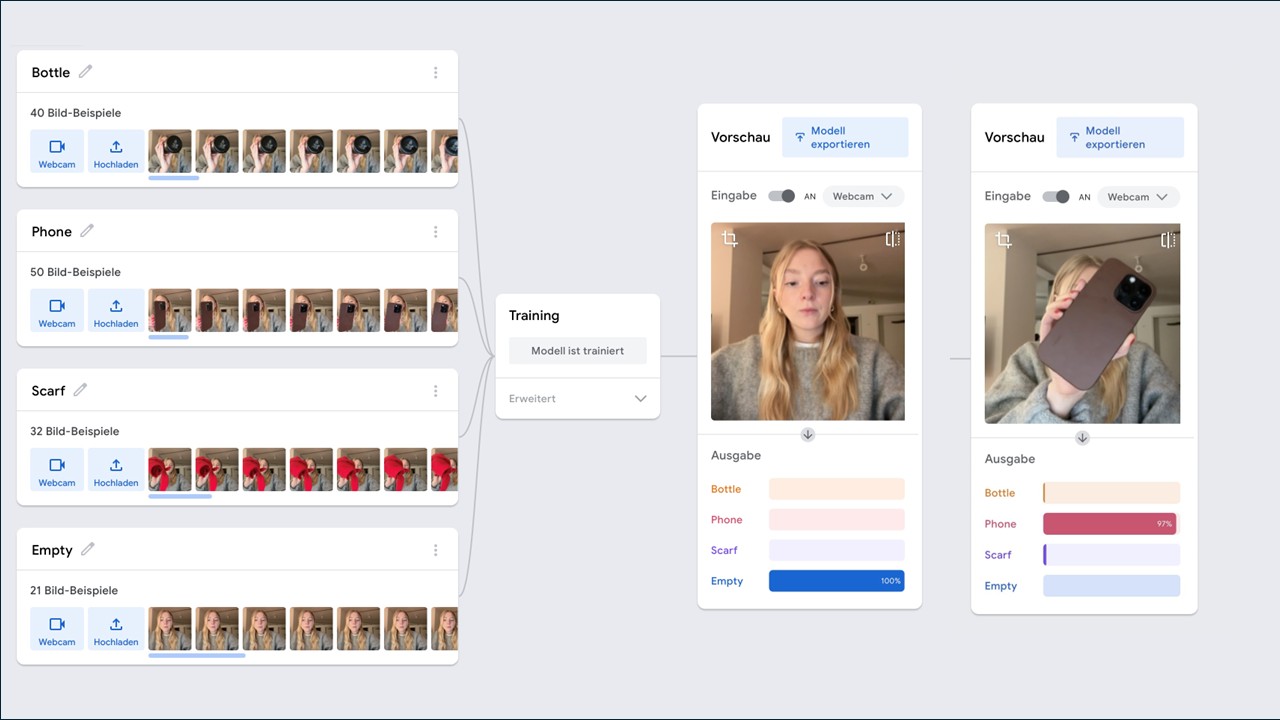 Bottle
40 Bild-Beispiele
Webcam
Hochladen
Phone
50 Bild-Beispiele
Webcam
Hochladen
Scarf
32 Bild-Beispiele
Webcam
Hochladen
Empty
21 Bild-Beispiele
Webcam
Hochladen
Training
Modell ist trainiert
Erweitert
Vorschau
Modell
exportieren
Eingabe
AN
Webcam
Ausgabe
Bottle
Phone
Scarf
Empty
100%
Vorschau
Modell
exportieren
Eingabe
AN
Webcam
Ausgabe
Bottle
Phone
97%
Scarf
Empty